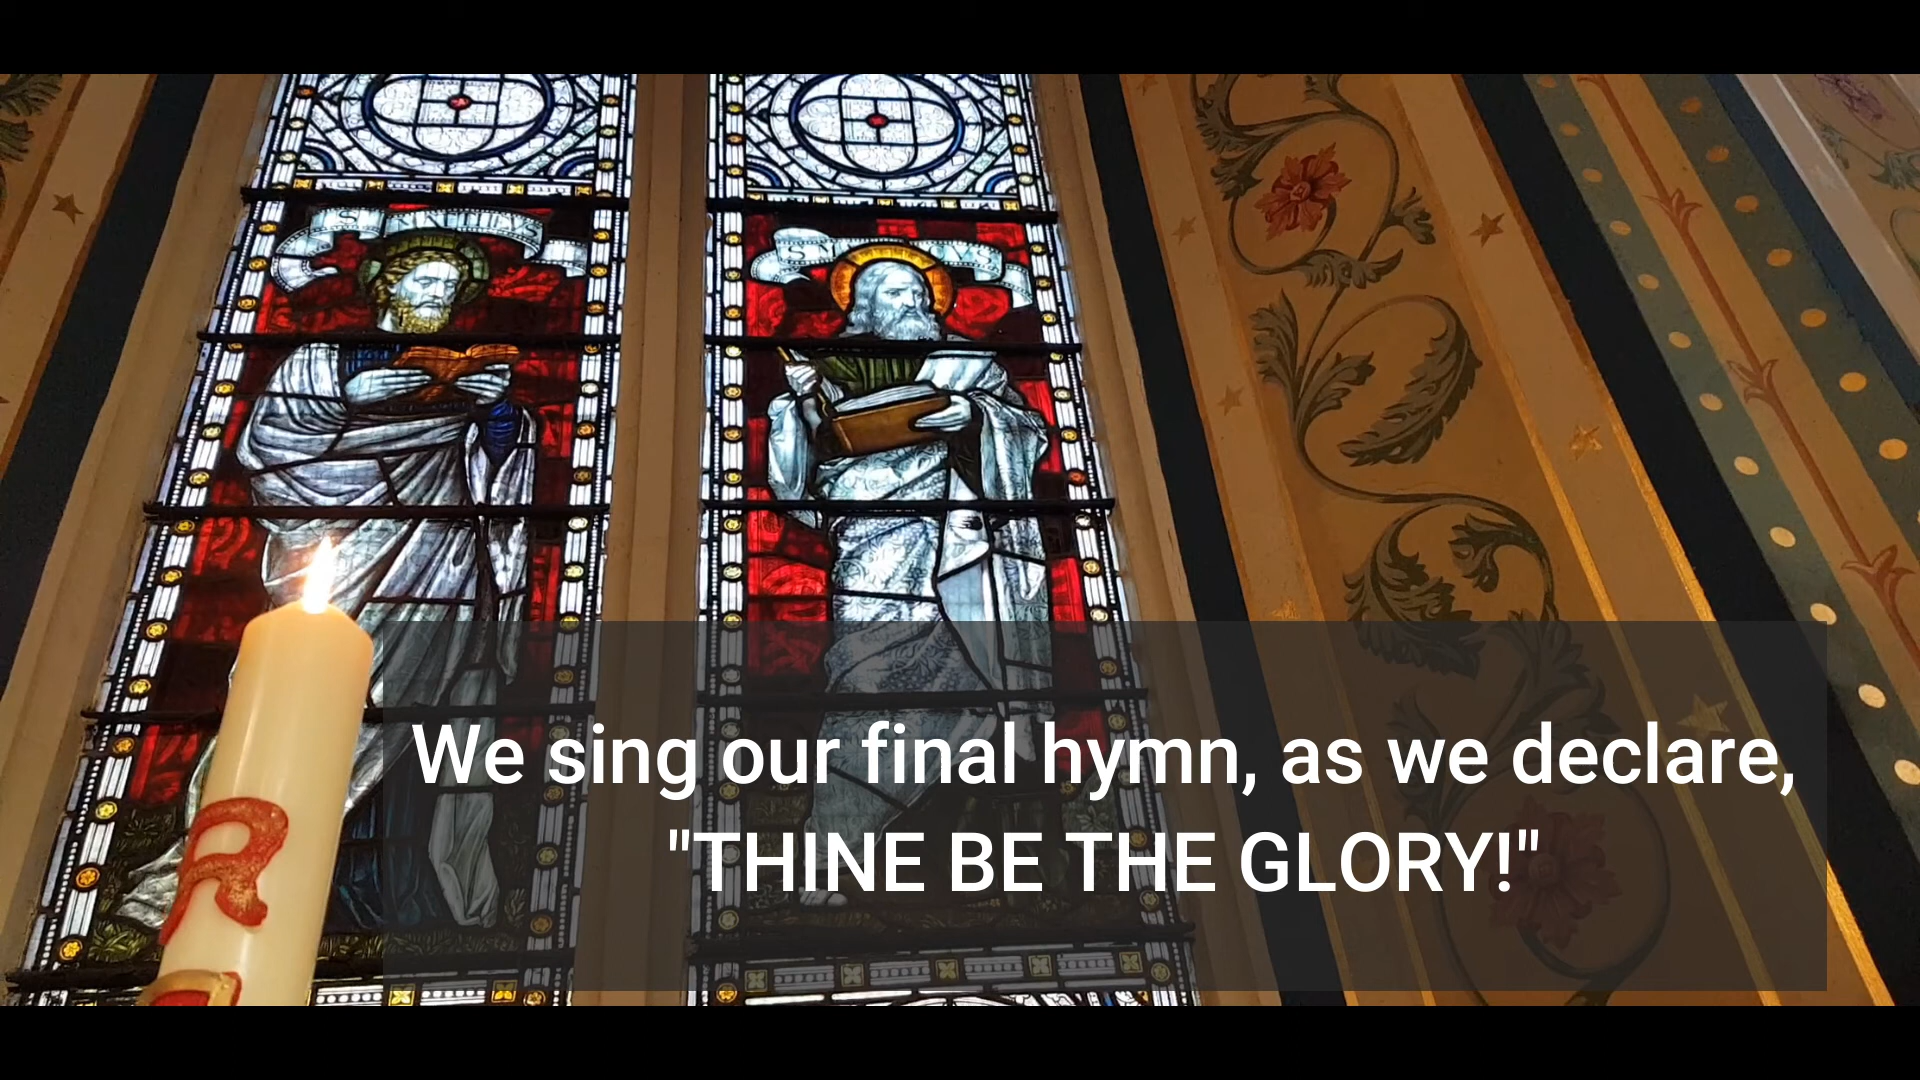 We sing our final hymn, as we declare,
"THINE BE THE GLORY!"
R